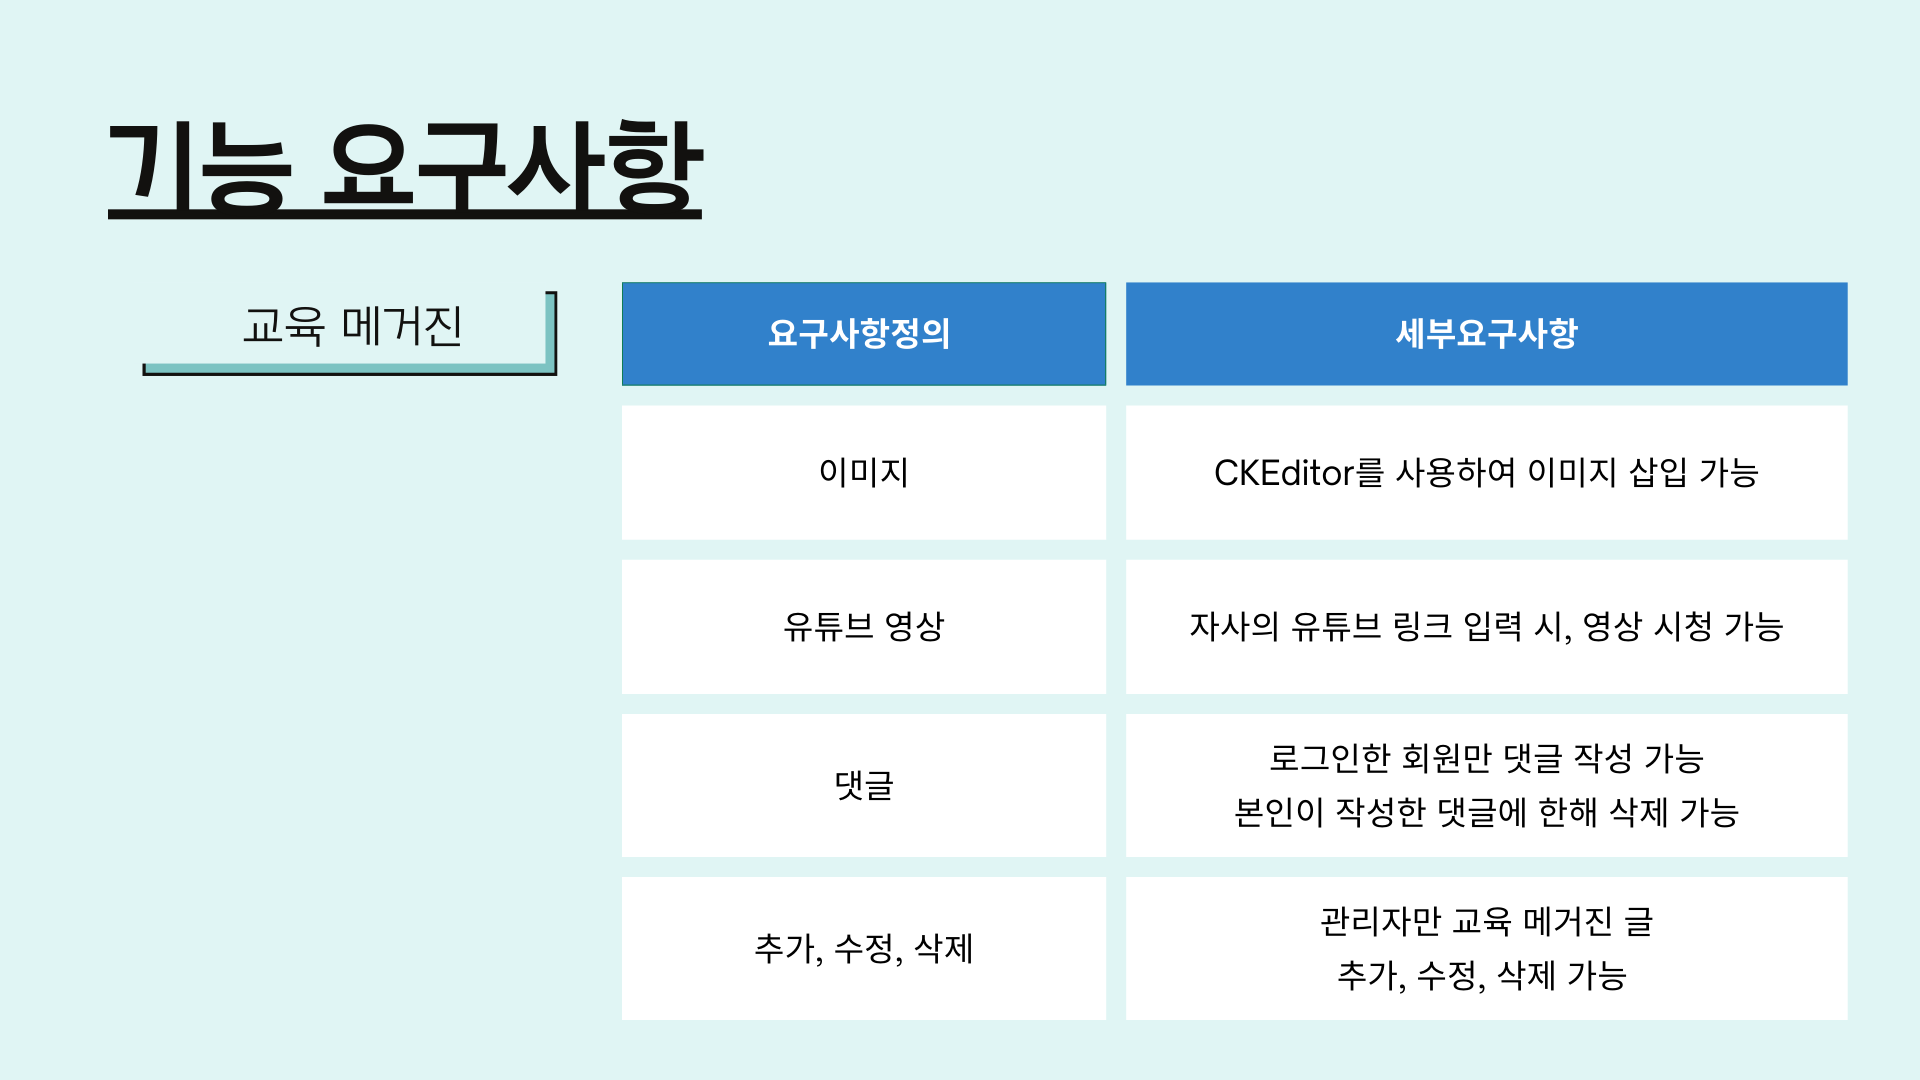 기능 요구사항
교육 메거진
요구사항정의
세부요구사항
이미지
CKEditor를 사용하여 이미지 삽입 가능
유튜브 영상
자사의 유튜브 링크 입력 시, 영상 시청 가능
댓글
로그인한 회원만 댓글 작성 가능
본인이 작성한 댓글에 한해 삭제 가능
추가, 수정, 삭제
관리자만 교육 메거진 글
추가, 수정, 삭제 가능